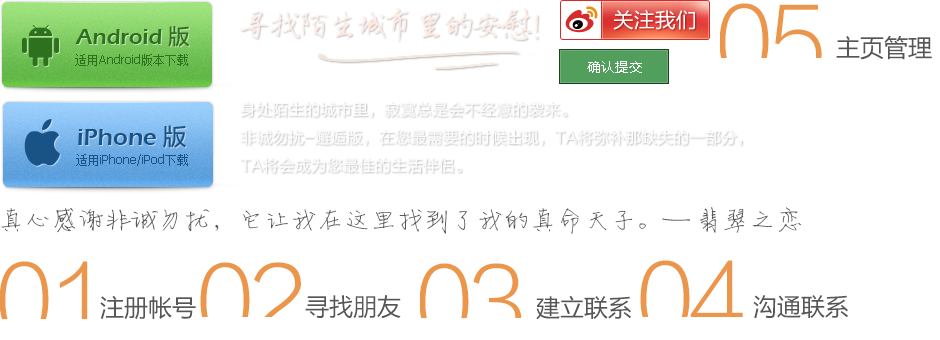 Android 版
适用Android版本下载
寻找陌生城市里的安慰!
关注我们
确认提交
05 主页管理
iPhone 版
适用iPhone/iPod下载
身处陌生的城市里，寂寞总是会不经意的袭来。
非诚勿扰-邂逅版，在您最需要的时候出现，TA将弥补那缺失的一部分，
TA将会成为您最佳的生活伴侣。
真心感谢非诚勿扰，它让我在这里找到了我的真命天子。— 翡翠之恋
01 注册帐号 02 寻找朋友 03 建立联系 04 沟通联系